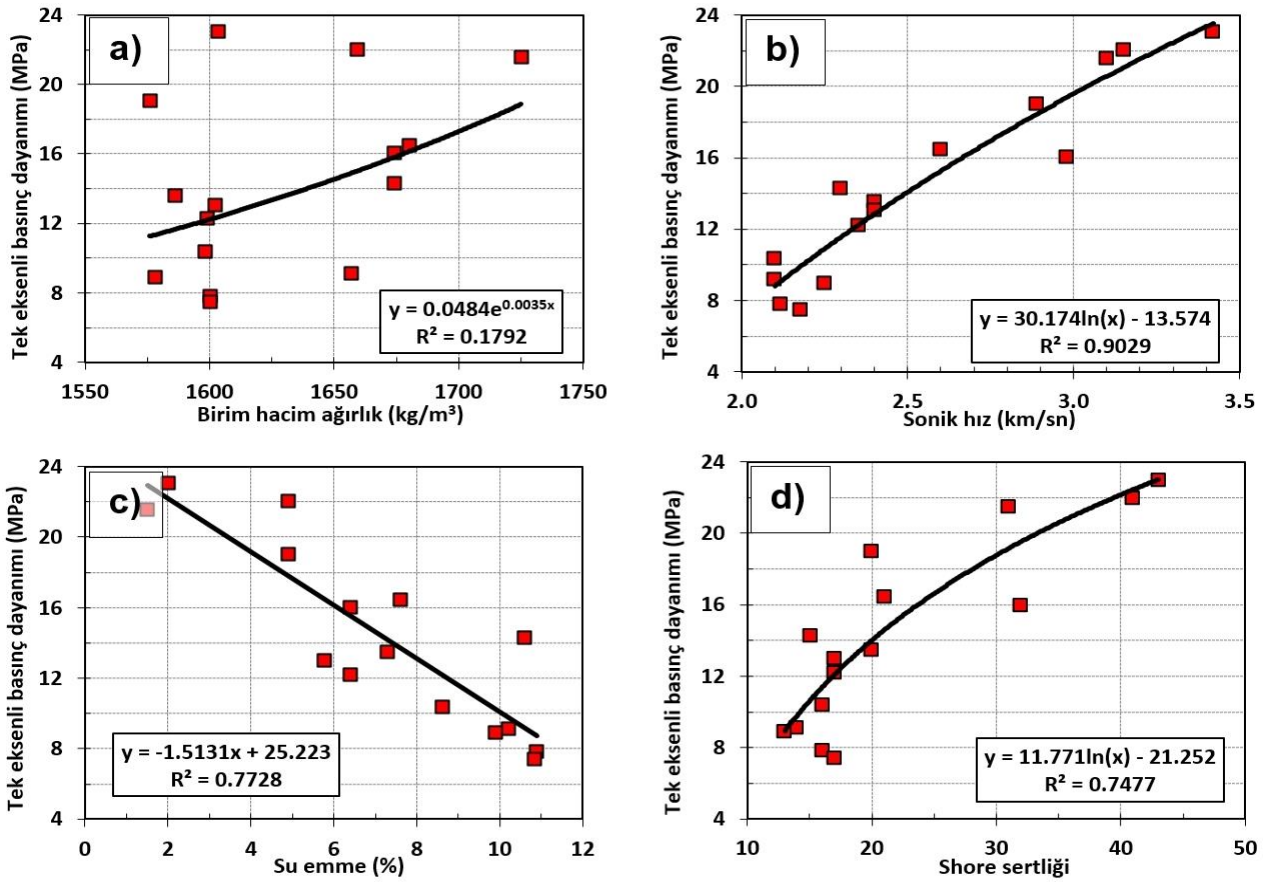 a)
Tek eksenli basınç dayanımı (MPa)
24
20
16
12
8
4
y = 0.0484e^0.0035x
R² = 0.1792
1550 1600 1650 1700 1750
Birim hacim ağırlık (kg/m³)
b)
Tek eksenli basınç dayanımı (MPa)
24
20
16
12
8
4
y = 30.174ln(x) - 13.574
R² = 0.9029
2.0 2.5 3.0 3.5
Sonik hız (km/sn)
c)
Tek eksenli basınç dayanımı (MPa)
24
20
16
12
8
4
y = -1.5131x + 25.223
R² = 0.7728
0 2 4 6 8 10 12
Su emme (%)
d)
Tek eksenli basınç dayanımı (MPa)
24
20
16
12
8
4
y = 11.771ln(x) - 21.252
R² = 0.7477
10 20 30 40 50
Shore sertliği